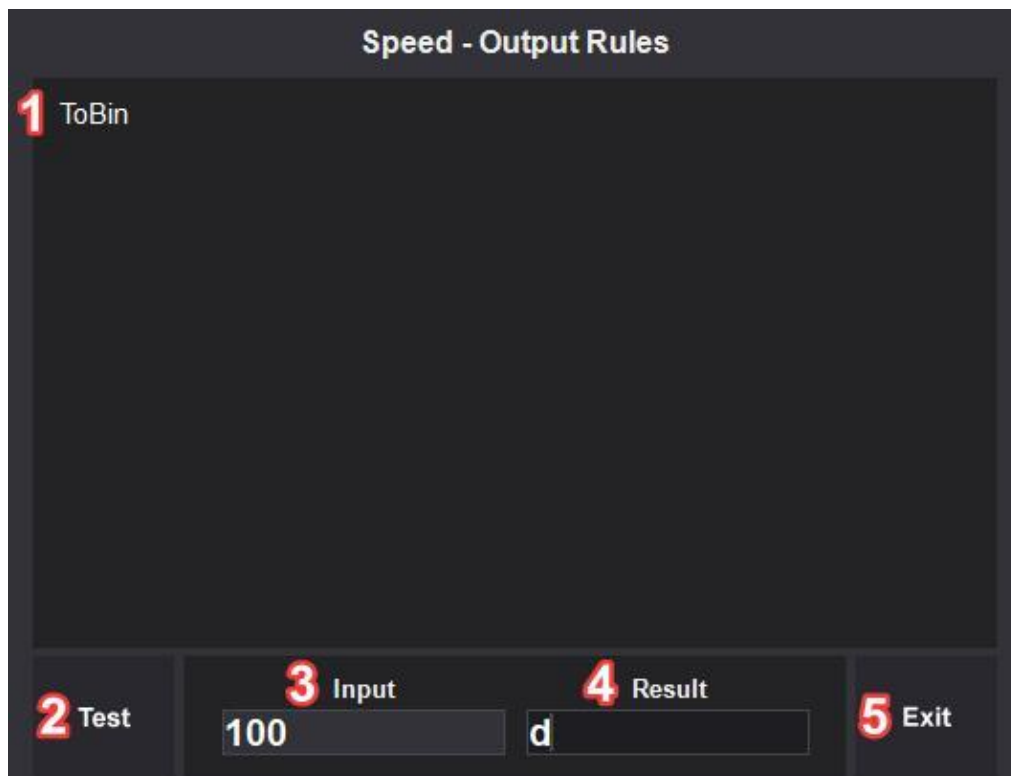 Speed - Output Rules
1 ToBin
3 Input
4 Result
2 Test
100
d
5 Exit